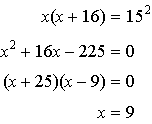 x(x + 16) = 15²
x² + 16x − 225 = 0
(x + 25)(x − 9) = 0
x = 9